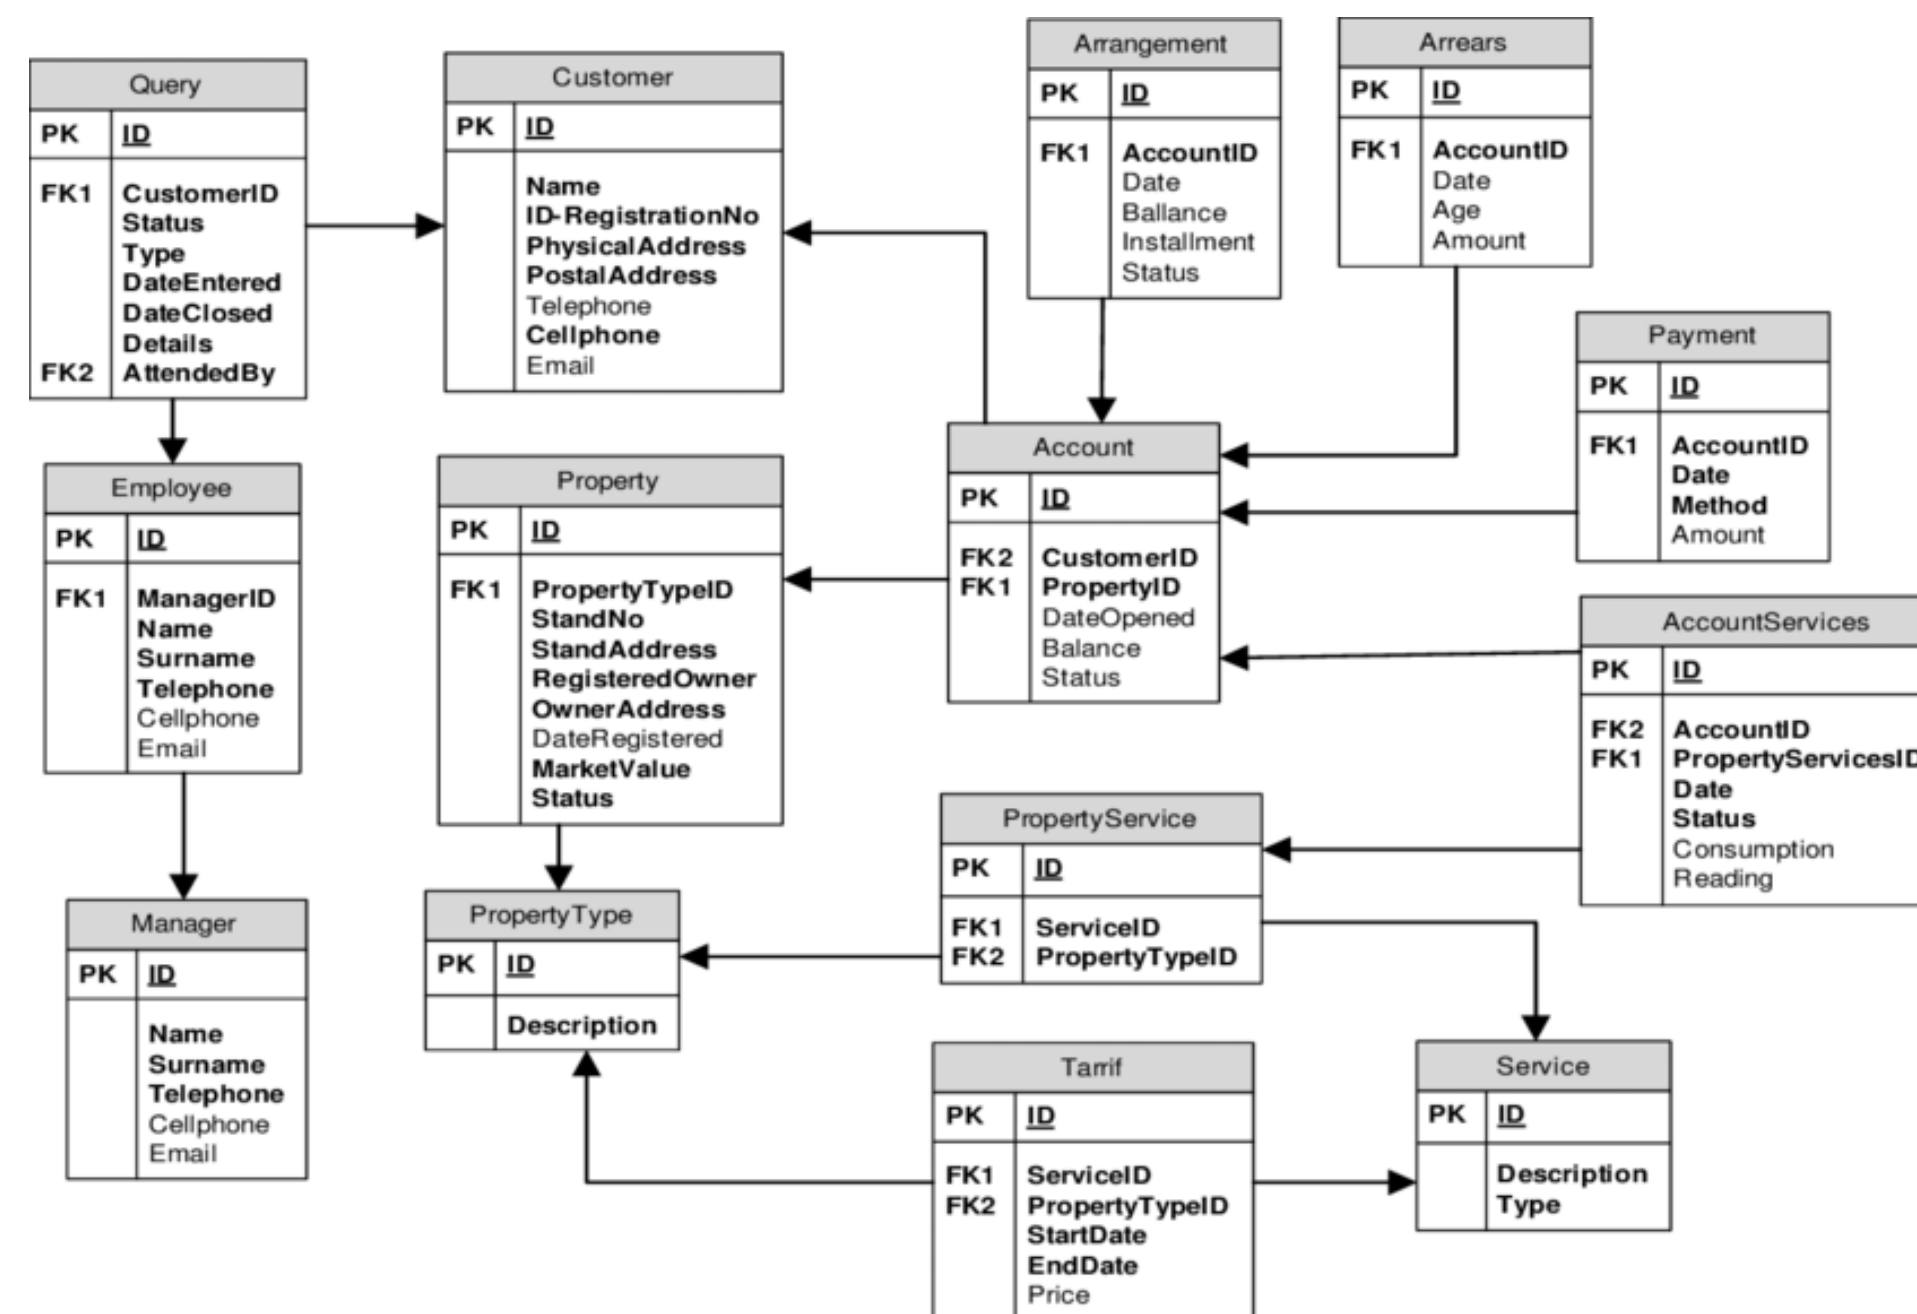 Query
PK ID
FK1 CustomerID
Status
Type
DateEntered
DateClosed
Details
FK2 AttendedBy
Customer
PK ID
Name
ID-RegistrationNo
PhysicalAddress
PostalAddress
Telephone
Cellphone
Email
Arrangement
PK ID
FK1 AccountID
Date
Ballance
Installment
Status
Arrears
PK ID
FK1 AccountID
Date
Age
Amount
Payment
PK ID
FK1 AccountID
Date
Method
Amount
Employee
PK ID
FK1 ManagerID
Name
Surname
Telephone
Cellphone
Email
Property
PK ID
FK1 PropertyTypeID
StandNo
StandAddress
RegisteredOwner
OwnerAddress
DateRegistered
MarketValue
Status
Account
PK ID
FK2 CustomerID
FK1 PropertyID
DateOpened
Balance
Status
AccountServices
PK ID
FK2 AccountID
FK1 PropertyServicesID
Date
Status
Consumption
Reading
PropertyService
PK ID
FK1 ServiceID
FK2 PropertyTypeID
Manager
PK ID
Name
Surname
Telephone
Cellphone
Email
PropertyType
PK ID
Description
Tarrif
PK ID
FK1 ServiceID
FK2 PropertyTypeID
StartDate
EndDate
Price
Service
PK ID
Description
Type